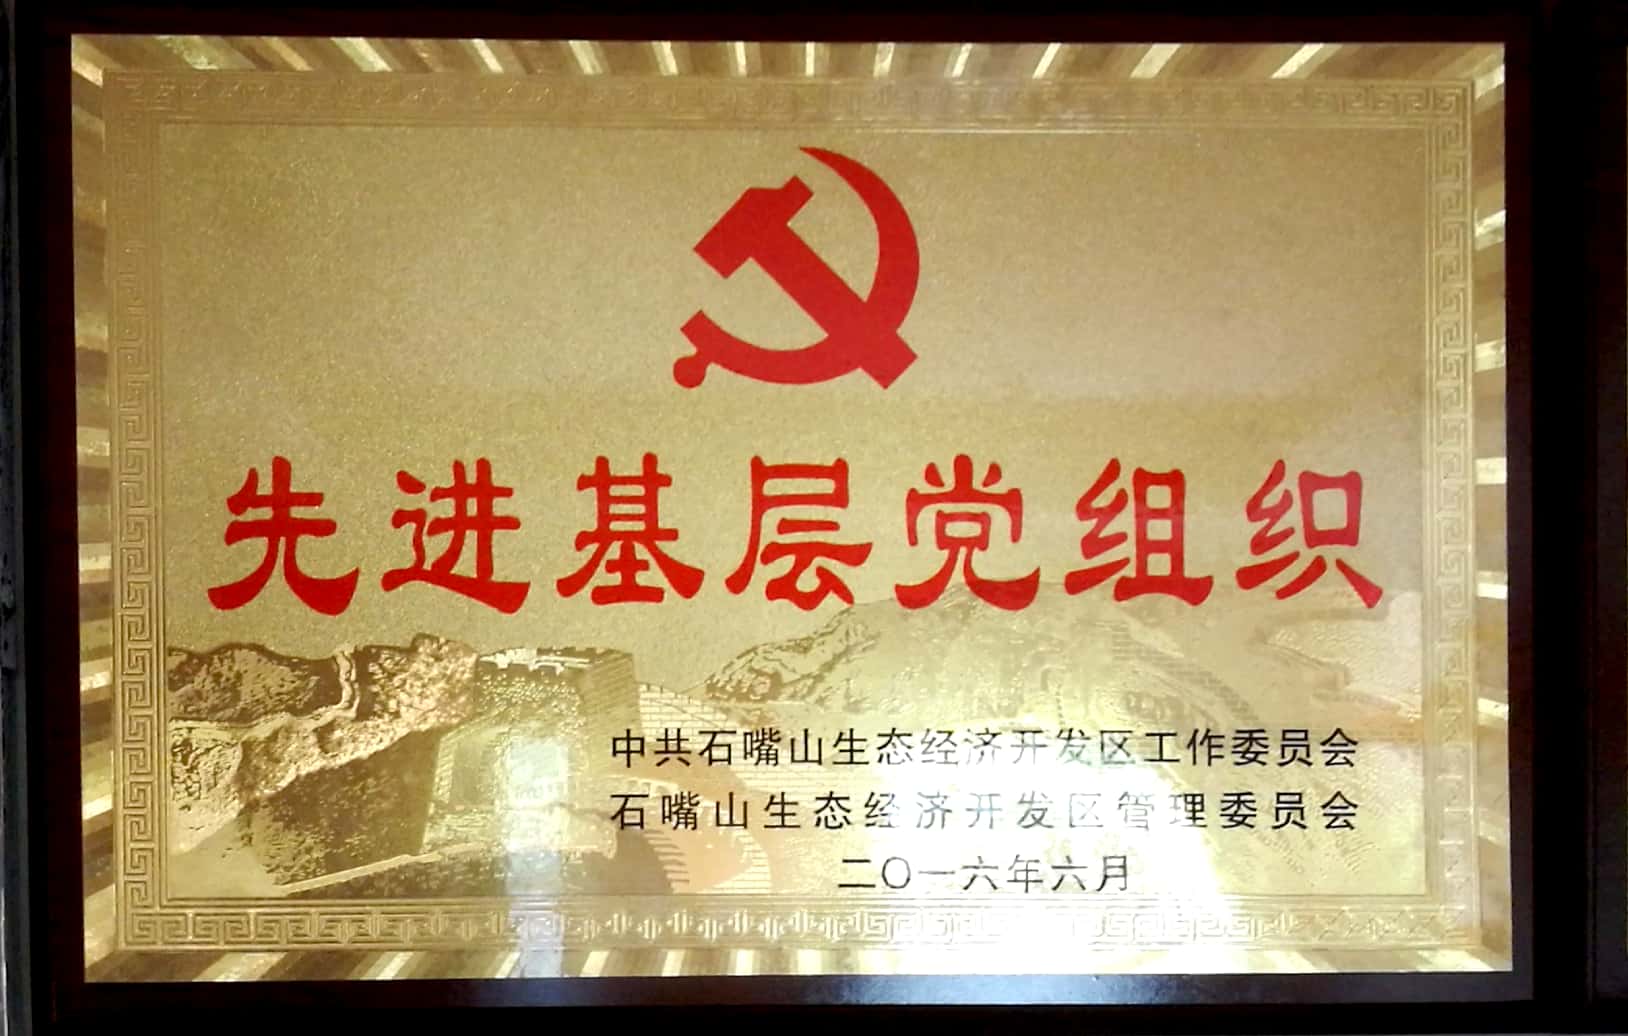 先进基层党组织
中共石嘴山生态经济开发区工作委员会
石嘴山生态经济开发区管理委员会
二〇一六年六月